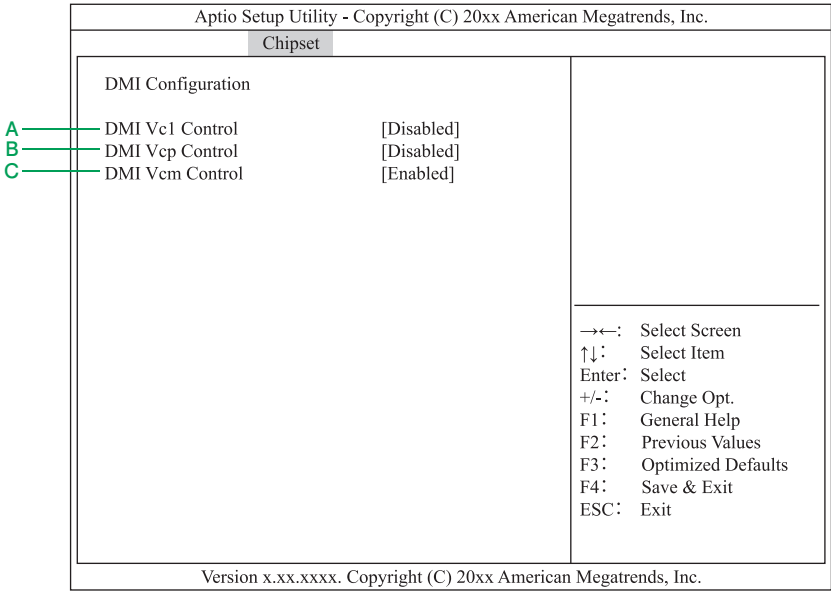 Aptio Setup Utility - Copyright (C) 20xx American Megatrends, Inc.
Chipset
DMI Configuration
A DMI Vc1 Control [Disabled]
B DMI Vcp Control [Disabled]
C DMI Vcm Control [Enabled]
→←: Select Screen
↑↓: Select Item
Enter: Select
+/-: Change Opt.
F1: General Help
F2: Previous Values
F3: Optimized Defaults
F4: Save & Exit
ESC: Exit
Version x.xx.xxxx. Copyright (C) 20xx American Megatrends, Inc.